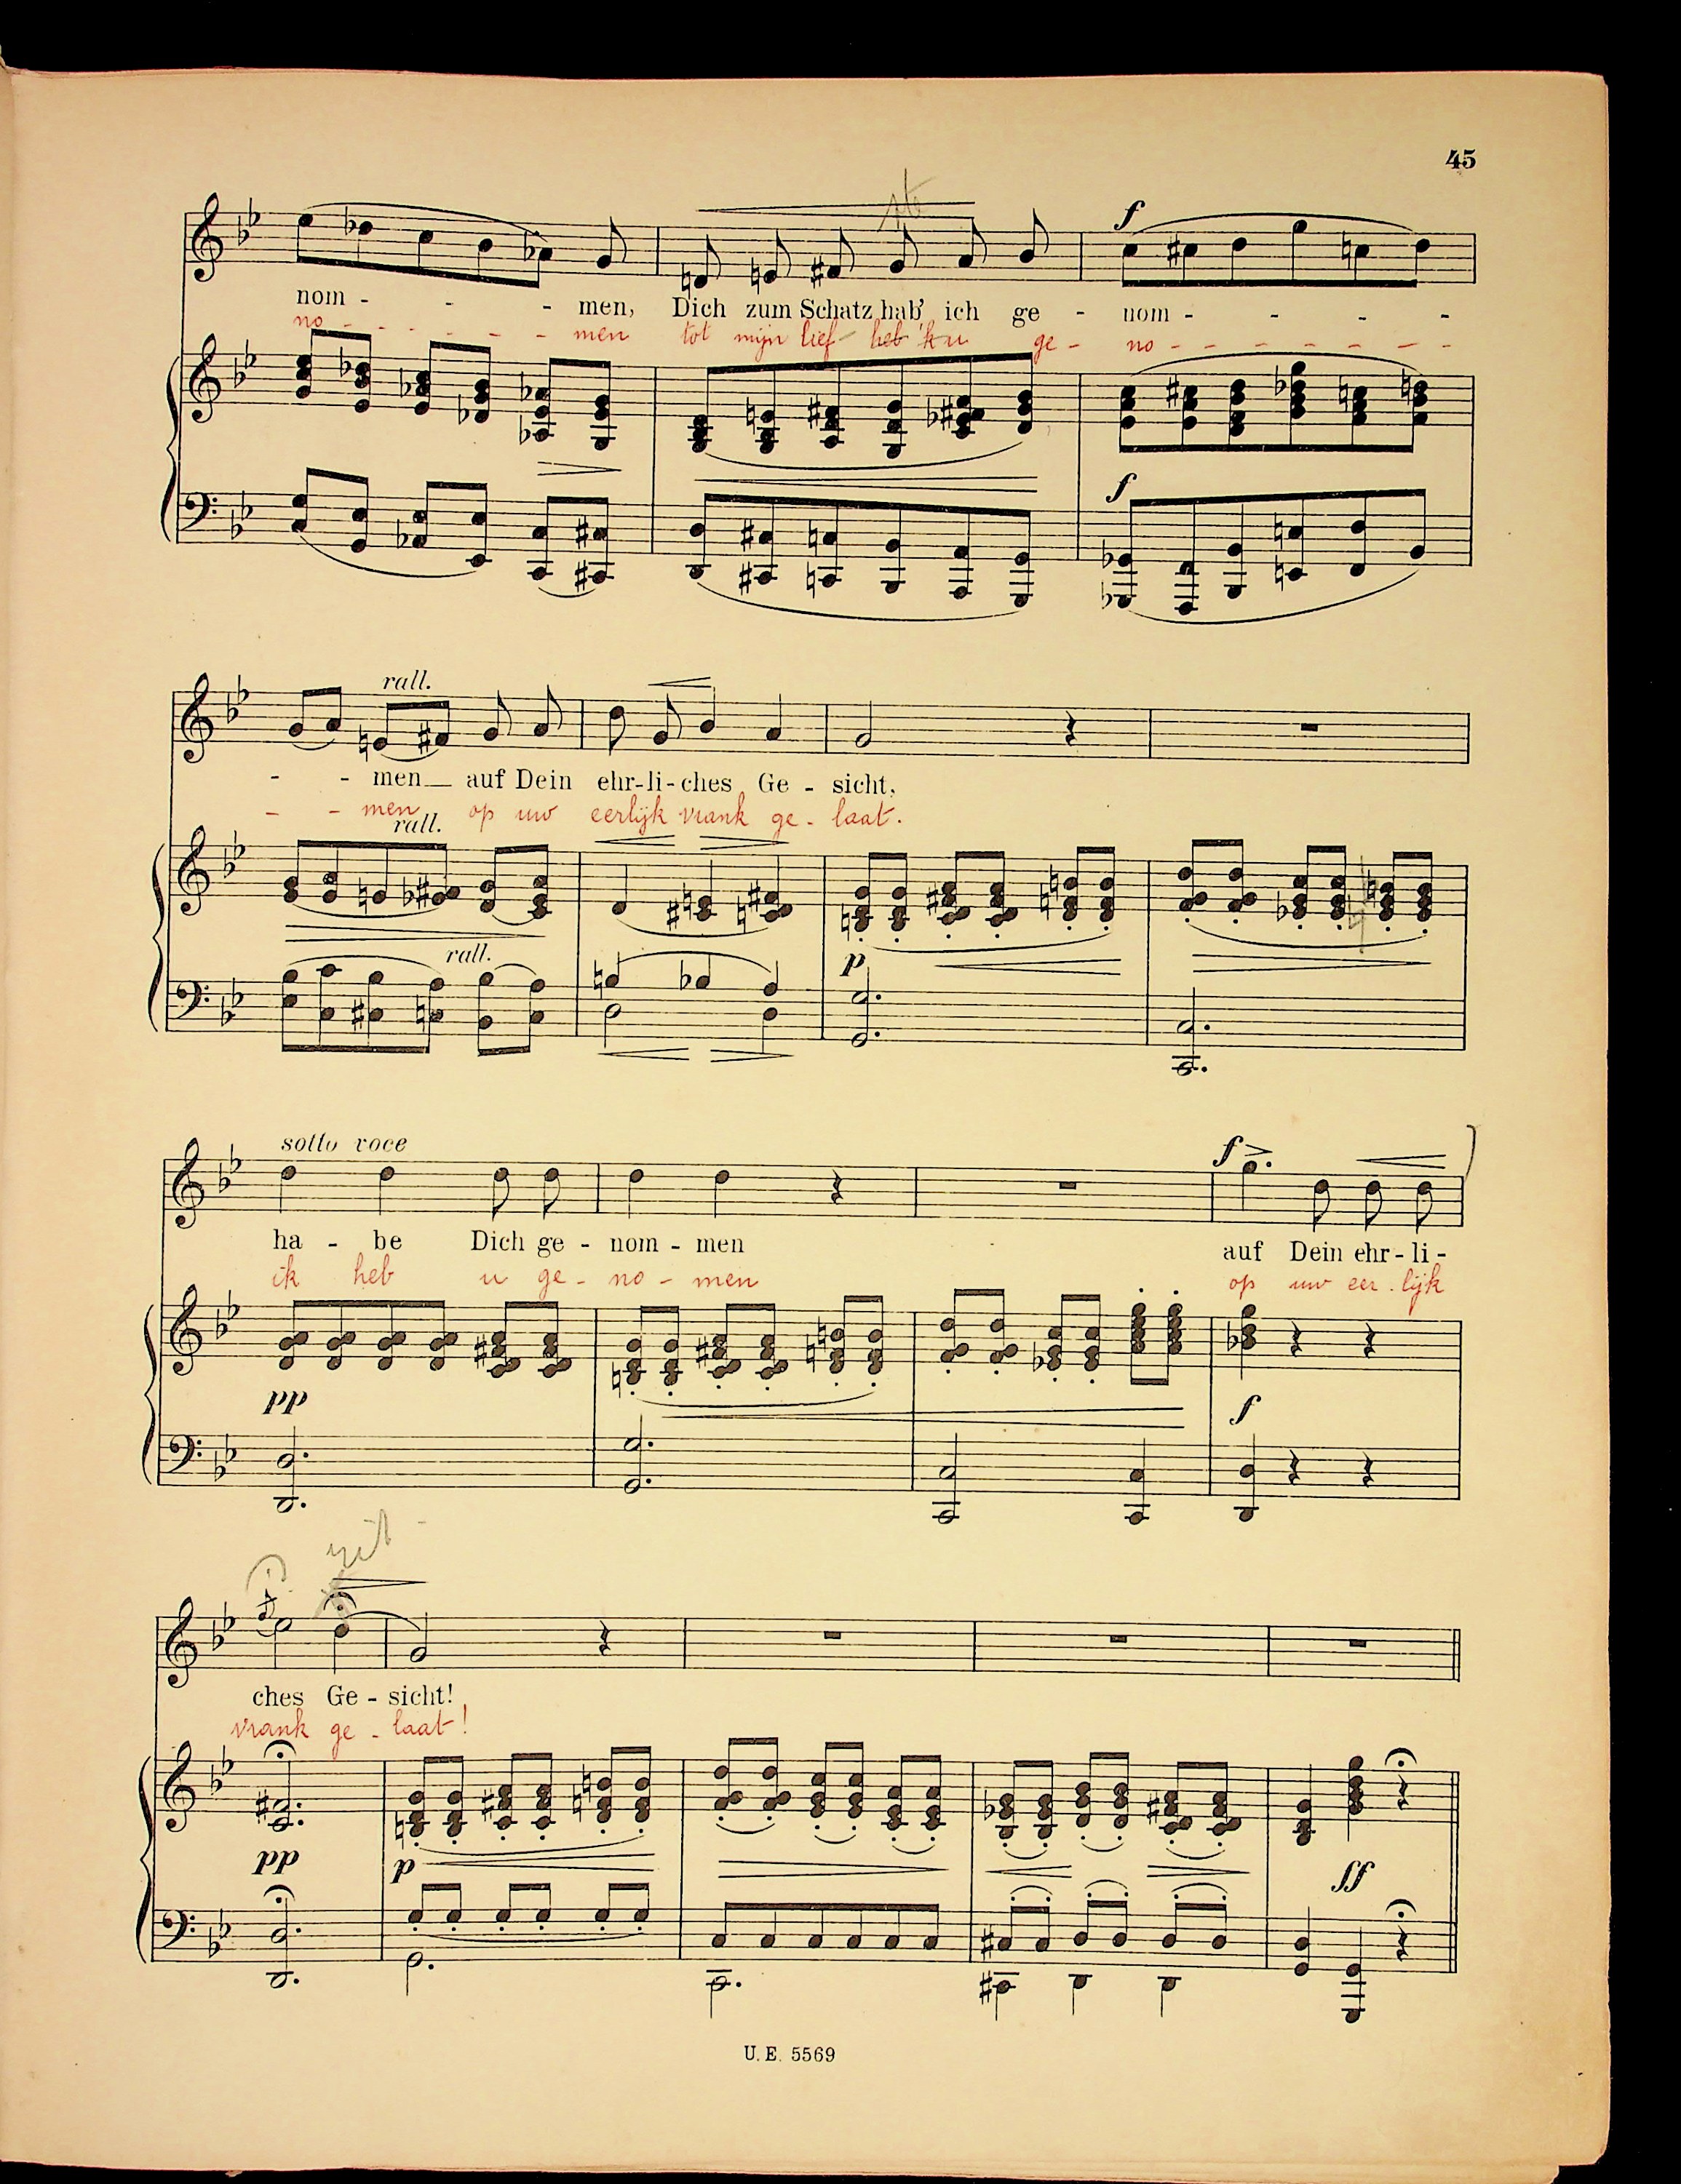 45
f
nom - - - men, Dich zum Schatz hab' ich ge - nom - - - -
no - - - - - - men tot mijn lief heb 'k u ge - no - - - - - - -
f
rall.
- - men auf Dein ehr-li-ches Ge - sicht,
- - men op uw eerlijk vrank ge - laat.
rall.
rall.
p
sotto voce
f
ha - be Dich ge - nom - men auf Dein ehr-li-
ik heb u ge - no - men op uw eer - lijk
pp
f
ches Ge - sicht!
vrank ge - laat!
pp
p
ff
U. E. 5569